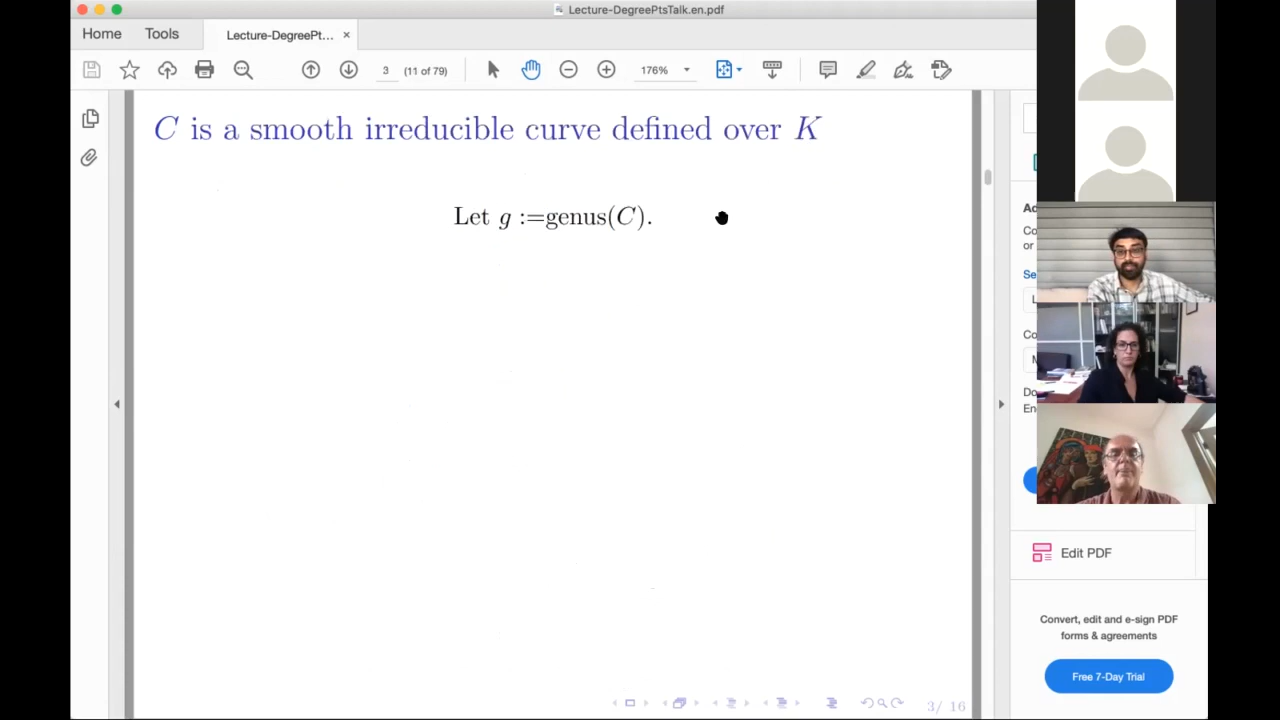 Lecture-DegreePtsTalk.en.pdf
Home Tools Lecture-DegreePt... ×
3 (11 of 79) 176%
C is a smooth irreducible curve defined over K
Let g :=genus(C).
3/ 16
Edit PDF
Convert, edit and e-sign PDF
forms & agreements
Free 7-Day Trial